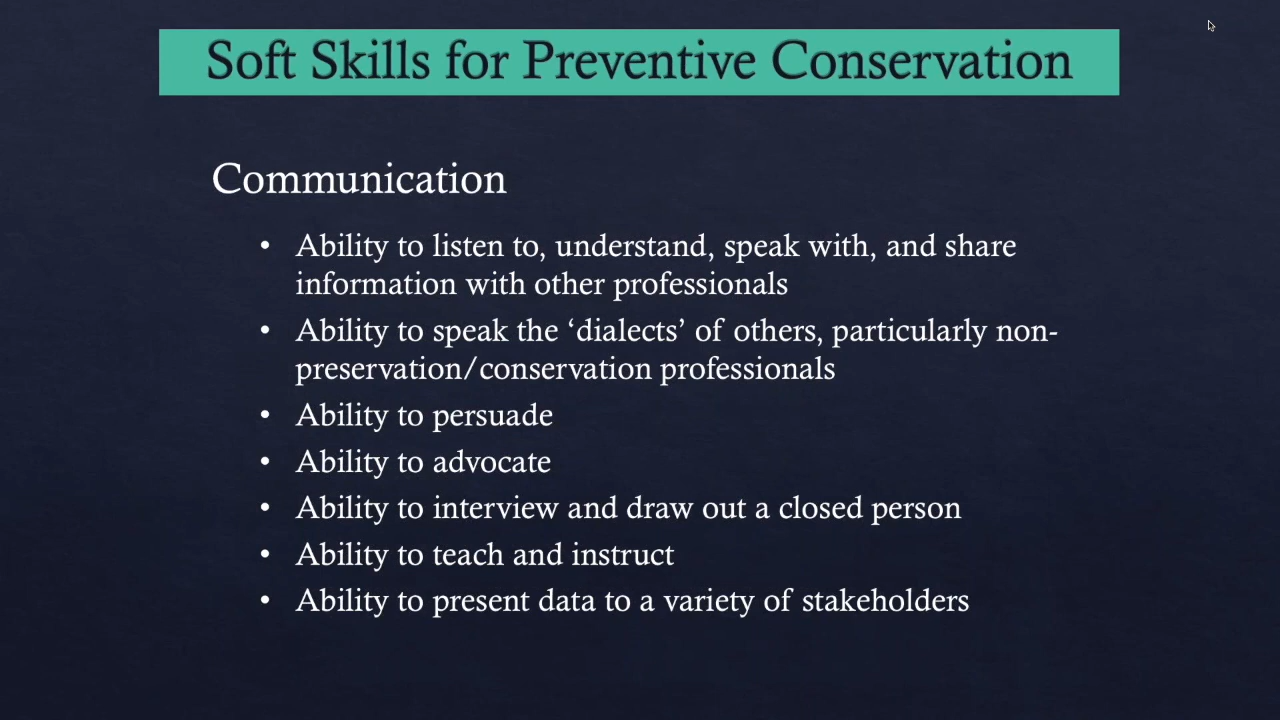 Soft Skills for Preventive Conservation
Communication
• Ability to listen to, understand, speak with, and share
information with other professionals
• Ability to speak the ‘dialects’ of others, particularly non-
preservation/conservation professionals
• Ability to persuade
• Ability to advocate
• Ability to interview and draw out a closed person
• Ability to teach and instruct
• Ability to present data to a variety of stakeholders